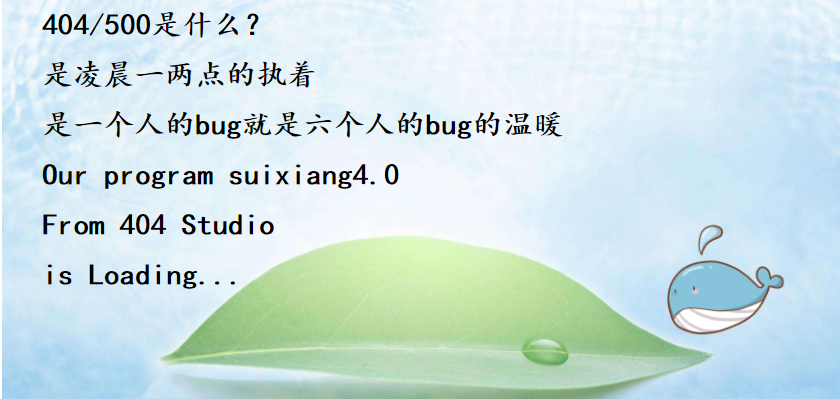 404/500是什么？
是凌晨一两点的执着
是一个人的bug就是六个人的bug的温暖
Our program suixiang4.0
From 404 Studio
is Loading...